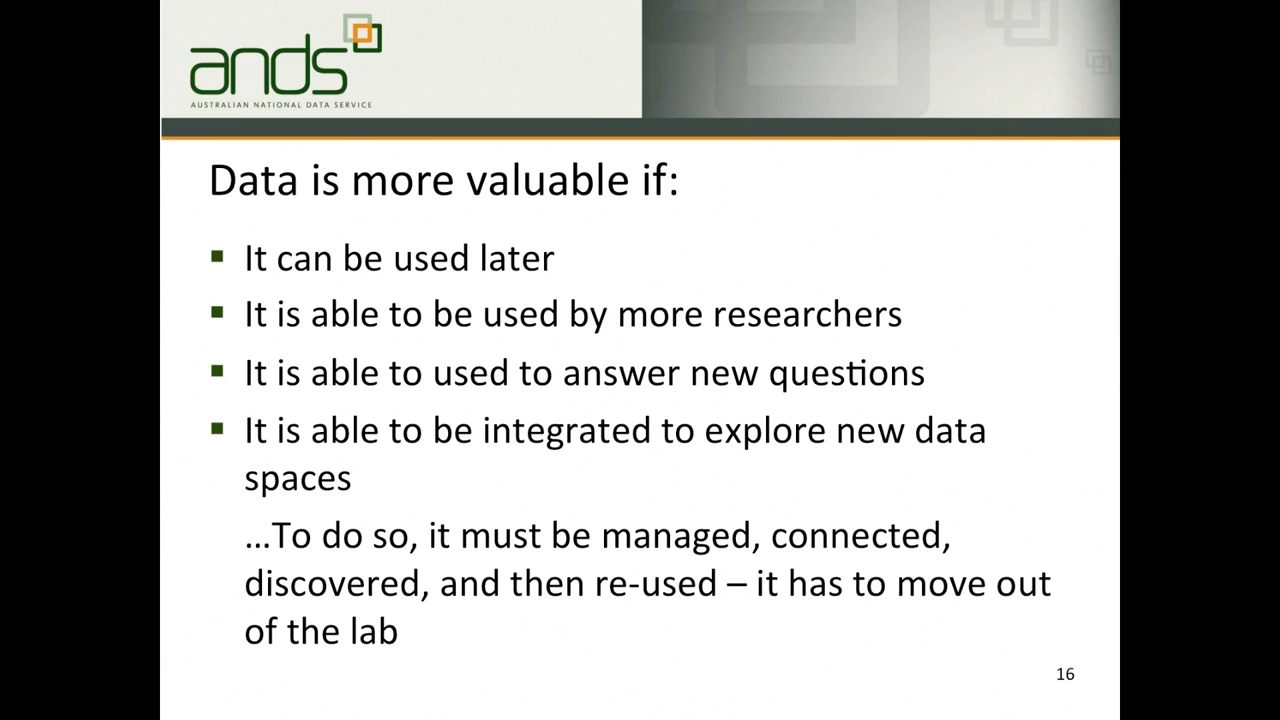 ands
AUSTRALIAN NATIONAL DATA SERVICE
Data is more valuable if:
▪ It can be used later
▪ It is able to be used by more researchers
▪ It is able to used to answer new questions
▪ It is able to be integrated to explore new data
spaces
…To do so, it must be managed, connected,
discovered, and then re-used – it has to move out
of the lab
16